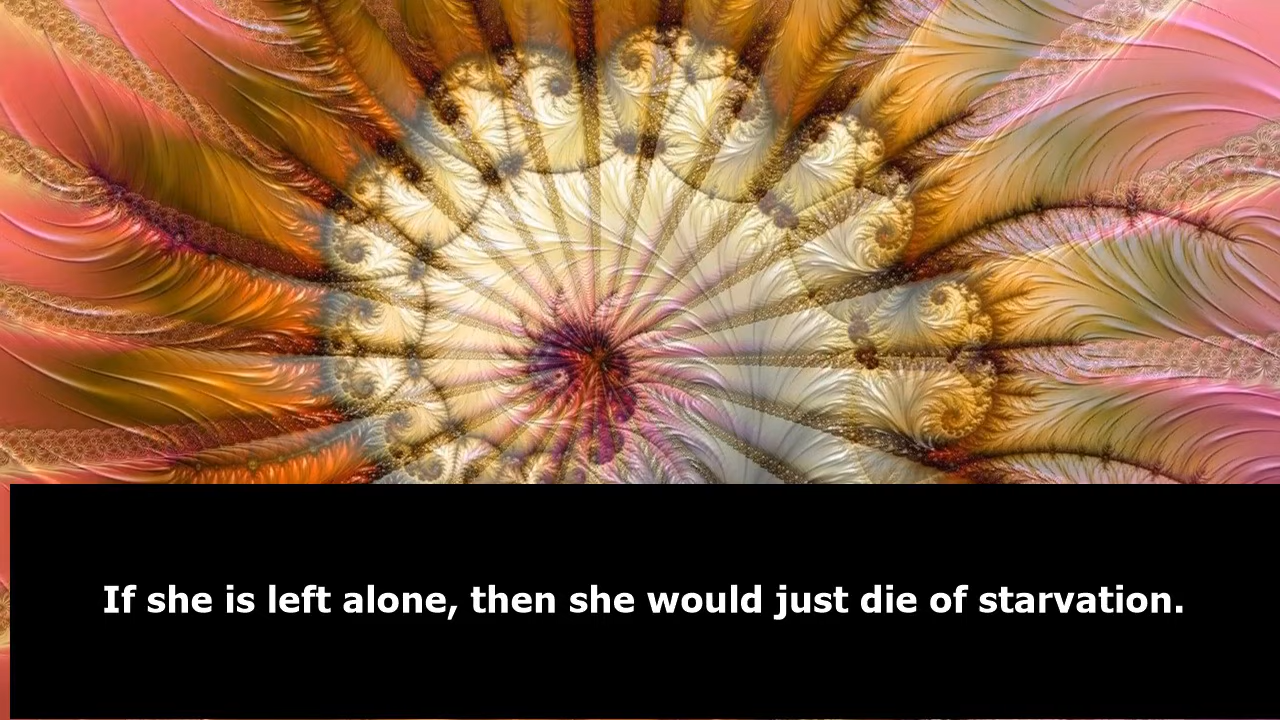 If she is left alone, then she would just die of starvation.